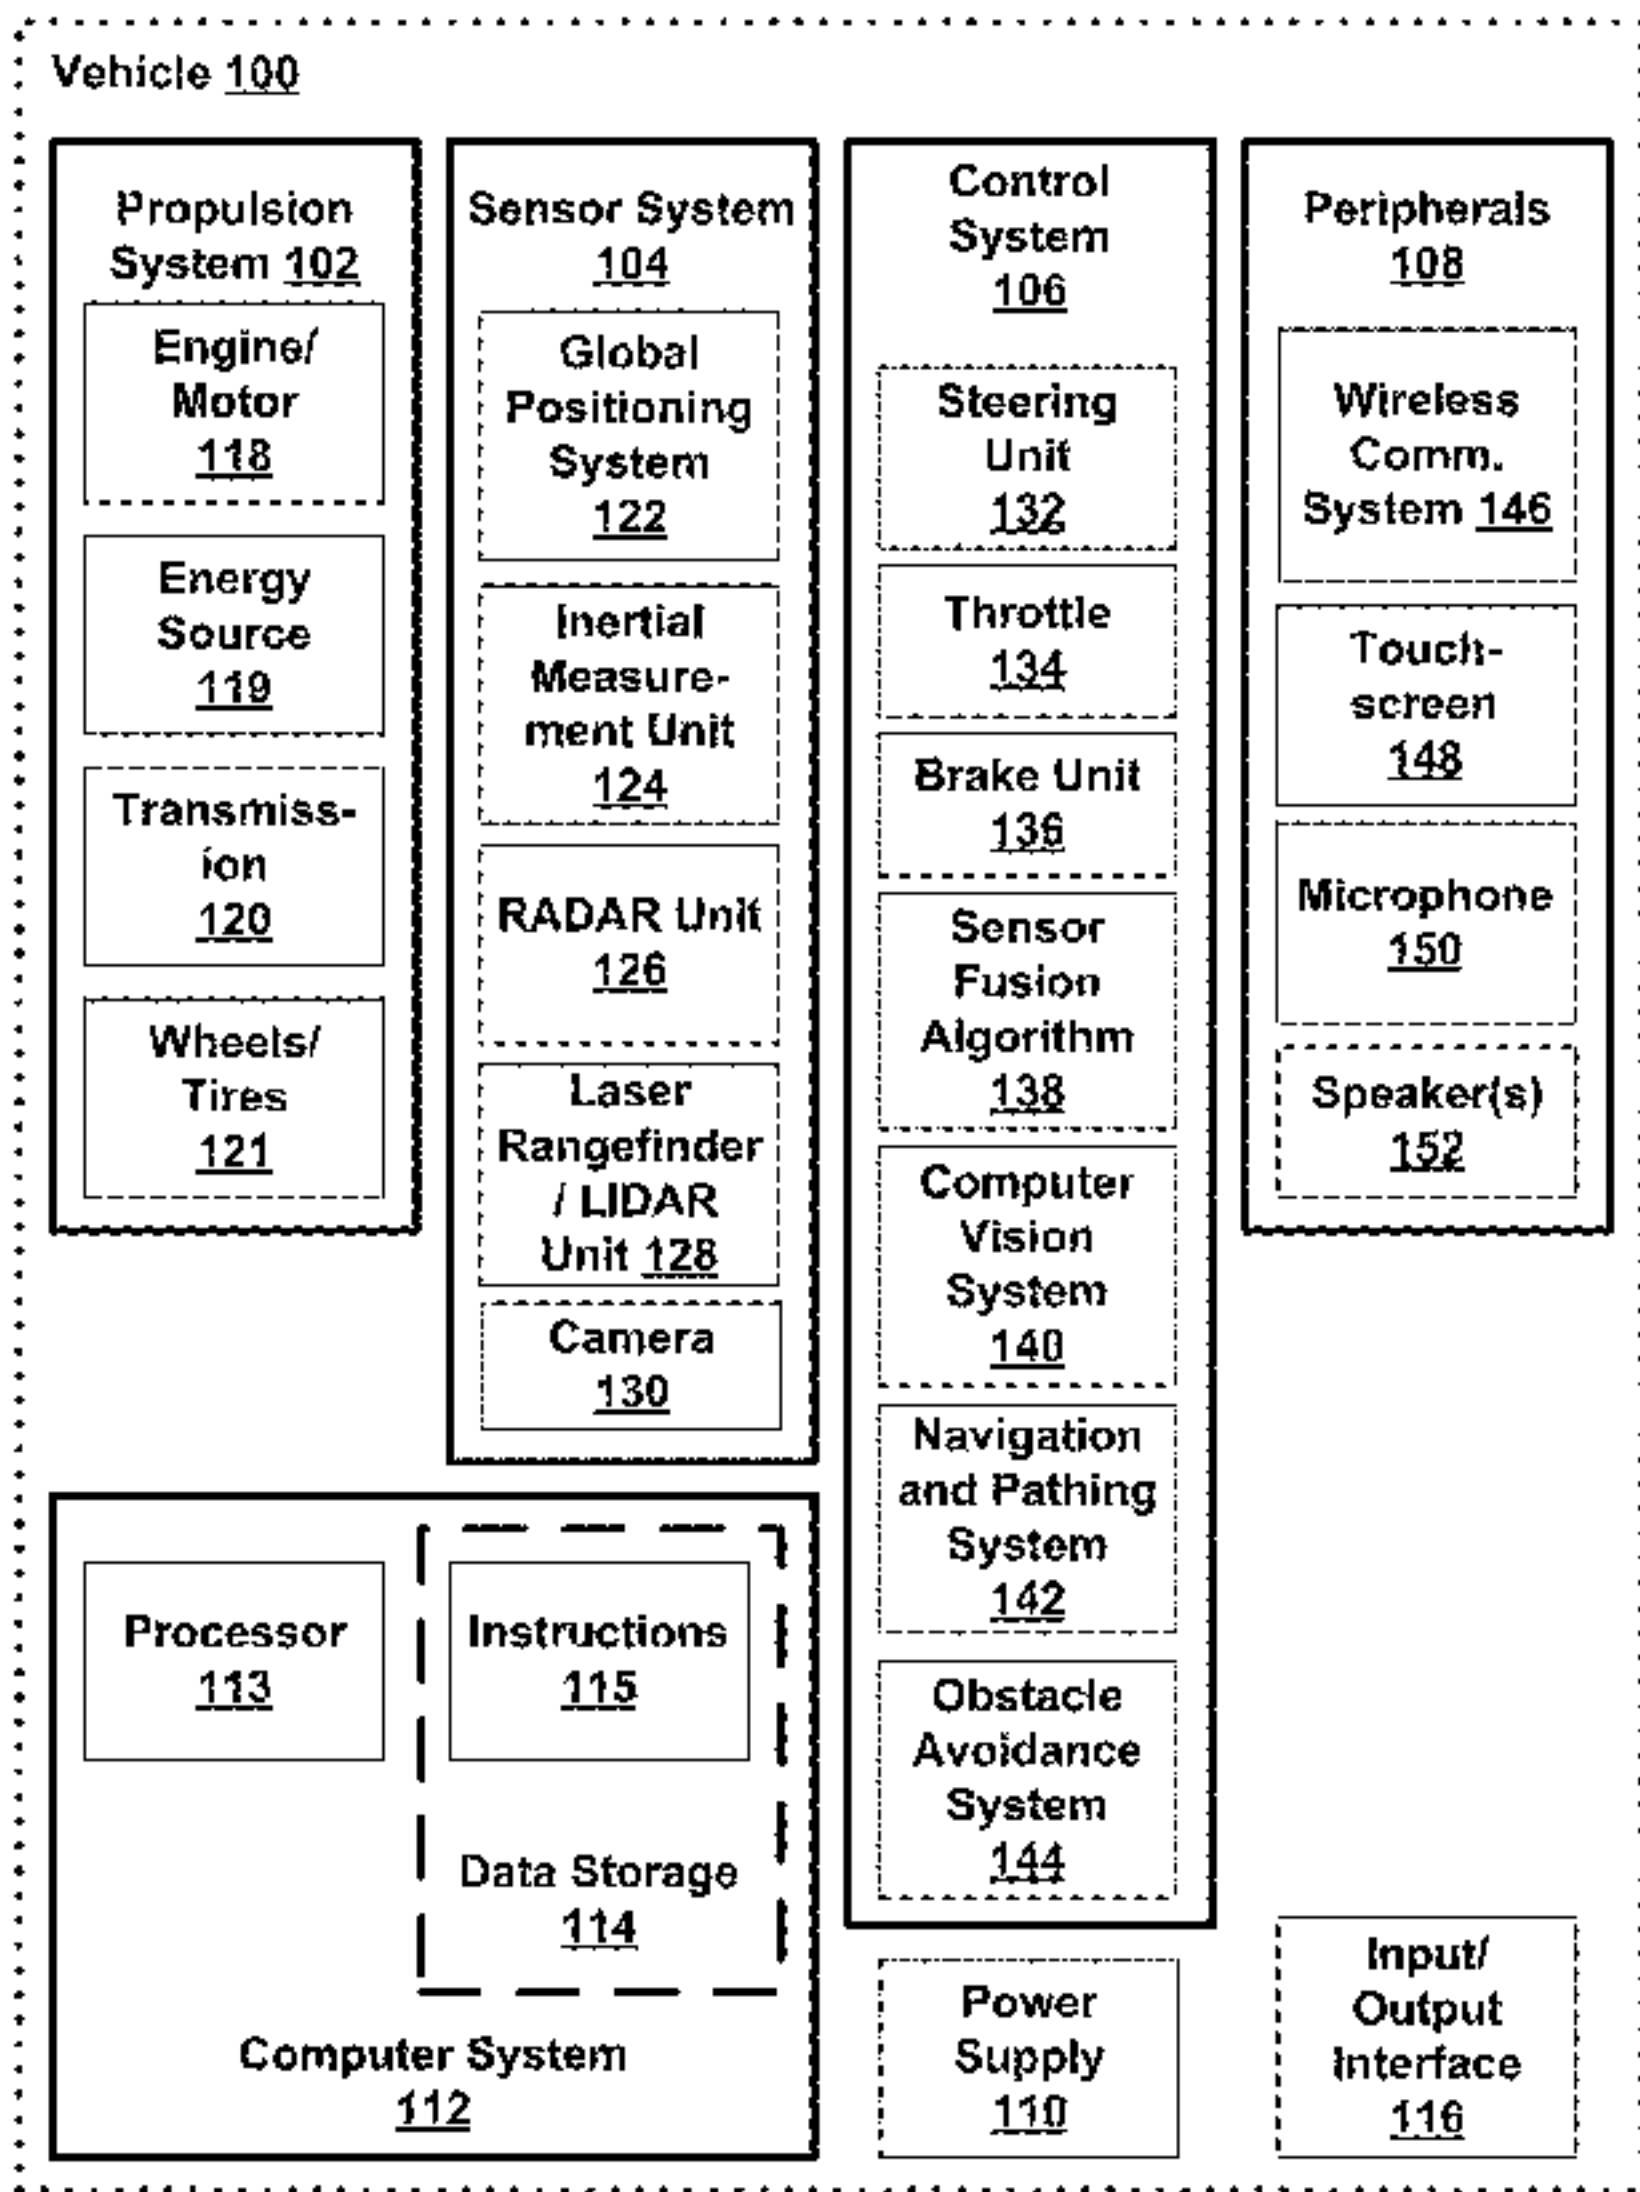 Vehicle 100
Propulsion
System 102
Engine/
Motor
118
Energy
Source
119
Transmiss-
ion
120
Wheels/
Tires
121
Sensor System
104
Global
Positioning
System
122
Inertial
Measure-
ment Unit
124
RADAR Unit
126
Laser
Rangefinder
/ LIDAR
Unit 128
Camera
130
Control
System
106
Steering
Unit
132
Throttle
134
Brake Unit
136
Sensor
Fusion
Algorithm
138
Computer
Vision
System
140
Navigation
and Pathing
System
142
Obstacle
Avoidance
System
144
Peripherals
108
Wireless
Comm.
System 146
Touch-
screen
148
Microphone
150
Speaker(s)
152
Processor
113
Instructions
115
Data Storage
114
Computer System
112
Power
Supply
110
Input/
Output
Interface
116